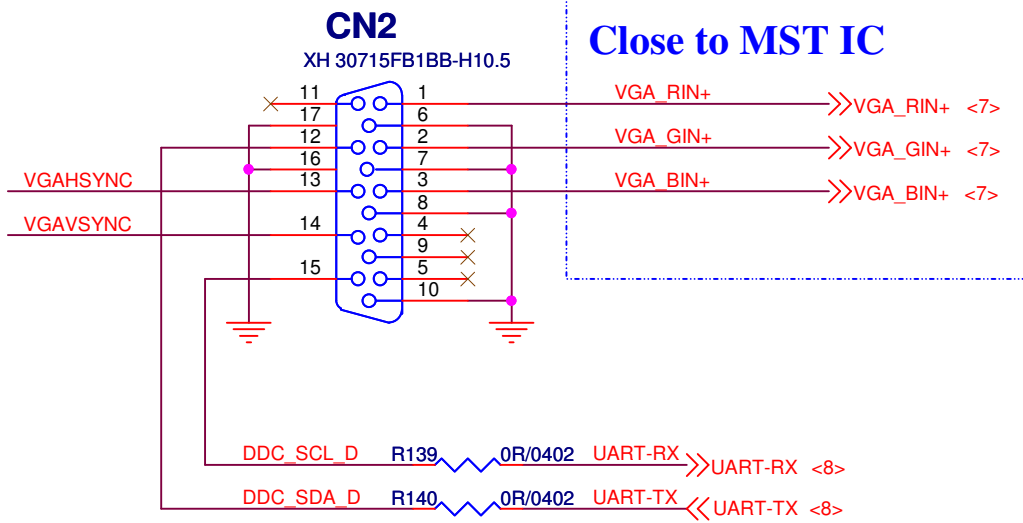 CN2
XH 30715FB1BB-H10.5
Close to MST IC
11 1 VGA_RIN+ VGA_RIN+ <7>
17 6
12 2 VGA_GIN+ VGA_GIN+ <7>
16 7
VGAHSYNC 13 3 VGA_BIN+ VGA_BIN+ <7>
8
VGAVSYNC 14 4
9
15 5
10
DDC_SCL_D R139 0R/0402 UART-RX UART-RX <8>
DDC_SDA_D R140 0R/0402 UART-TX UART-TX <8>